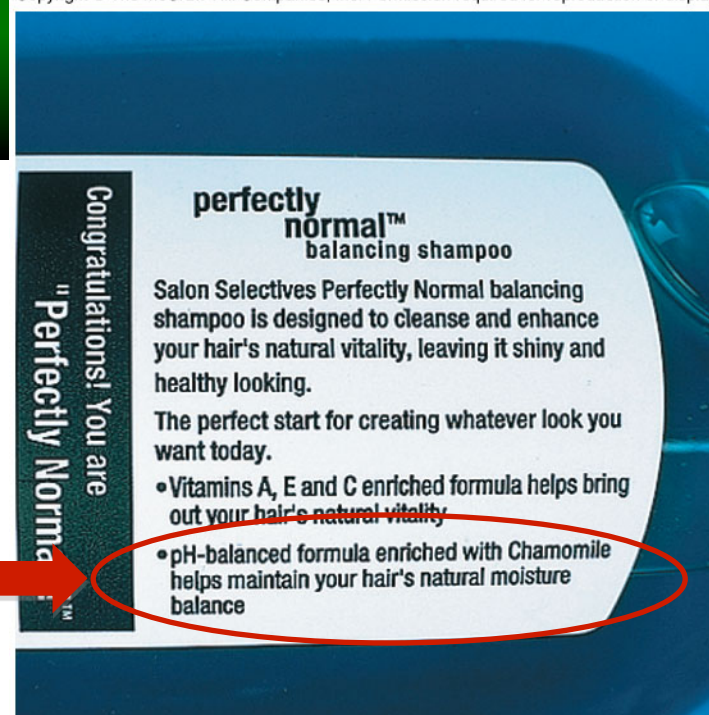 Congratulations! You are
"Perfectly Norma
TM
perfectly
normal™
balancing shampoo
Salon Selectives Perfectly Normal balancing
shampoo is designed to cleanse and enhance
your hair's natural vitality, leaving it shiny and
healthy looking.
The perfect start for creating whatever look you
want today.
•Vitamins A, E and C enriched formula helps bring
out your hair's natural vitality
•pH-balanced formula enriched with Chamomile
helps maintain your hair's natural moisture
balance